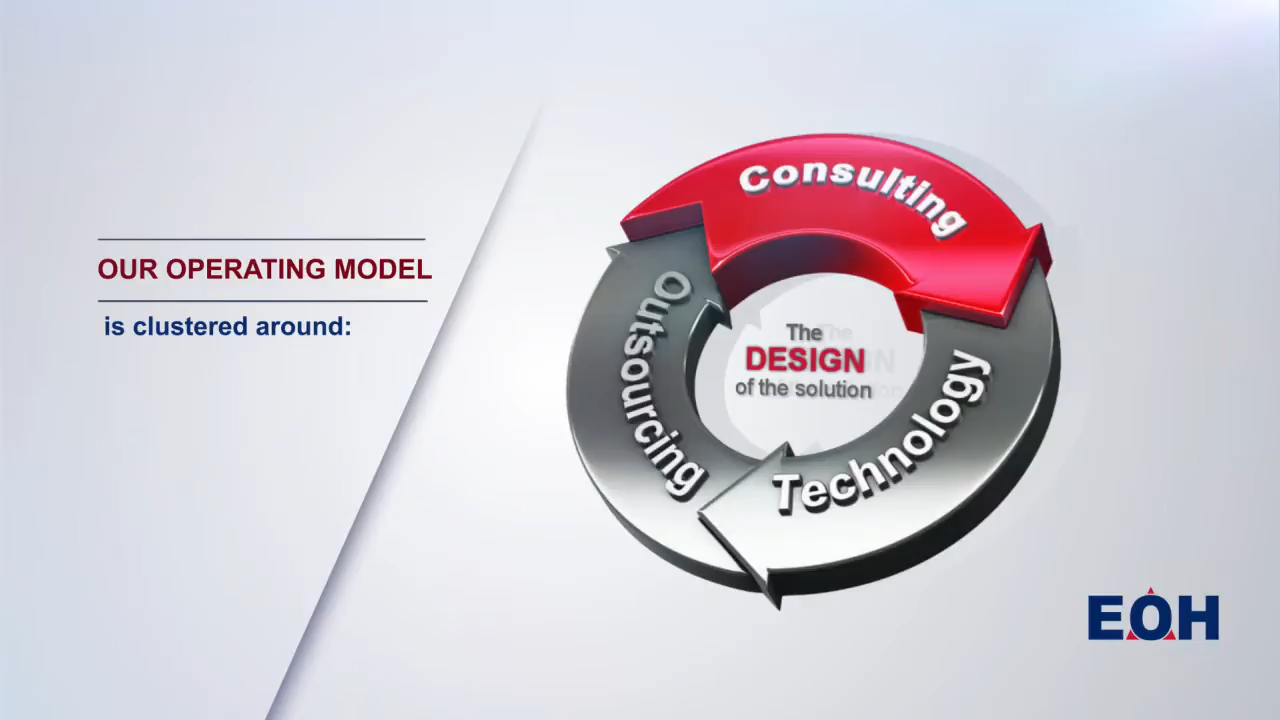 OUR OPERATING MODEL
is clustered around:
Consulting
Technology
Outsourcing
The
DESIGN
of the solution
EOH